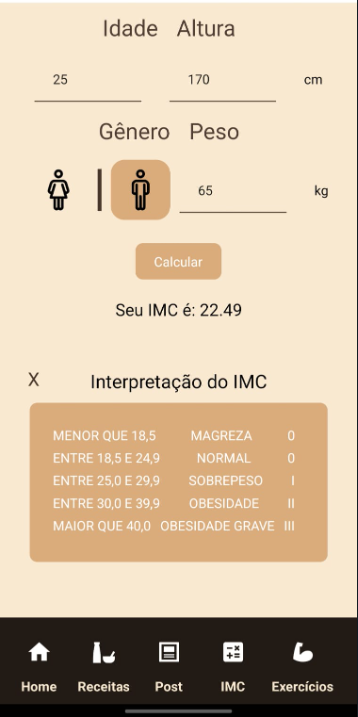 Idade Altura
25 170 cm
Gênero Peso
65 kg
Calcular
Seu IMC é: 22.49
X Interpretação do IMC
MENOR QUE 18,5 MAGREZA 0
ENTRE 18,5 E 24,9 NORMAL 0
ENTRE 25,0 E 29,9 SOBREPESO I
ENTRE 30,0 E 39,9 OBESIDADE II
MAIOR QUE 40,0 OBESIDADE GRAVE III
Home Receitas Post IMC Exercícios